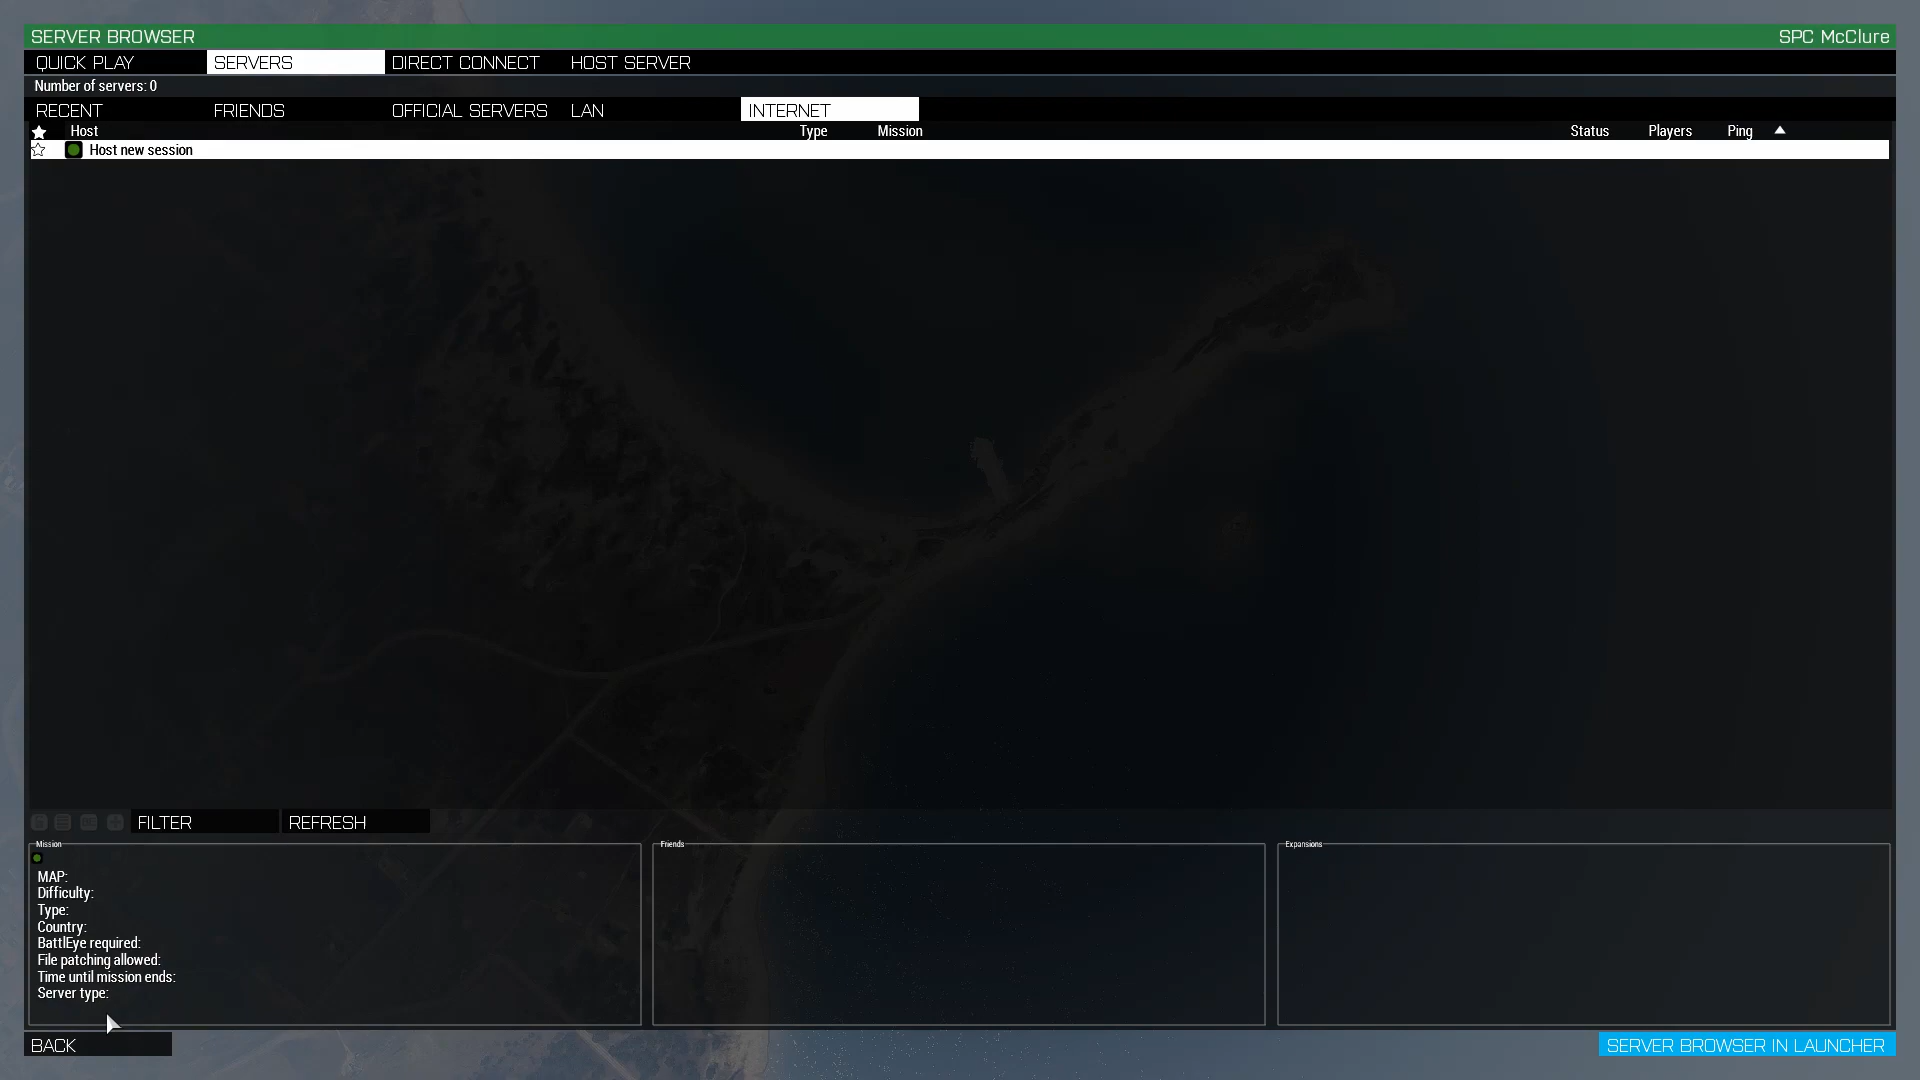 SERVER BROWSER SPC McClure
QUICK PLAY SERVERS DIRECT CONNECT HOST SERVER
Number of servers: 0
RECENT FRIENDS OFFICIAL SERVERS LAN INTERNET
Host Type Mission Status Players Ping
Host new session
FILTER REFRESH
Mission Friends Expansions
MAP:
Difficulty:
Type:
Country:
BattlEye required:
File patching allowed:
Time until mission ends:
Server type:
BACK SERVER BROWSER IN LAUNCHER